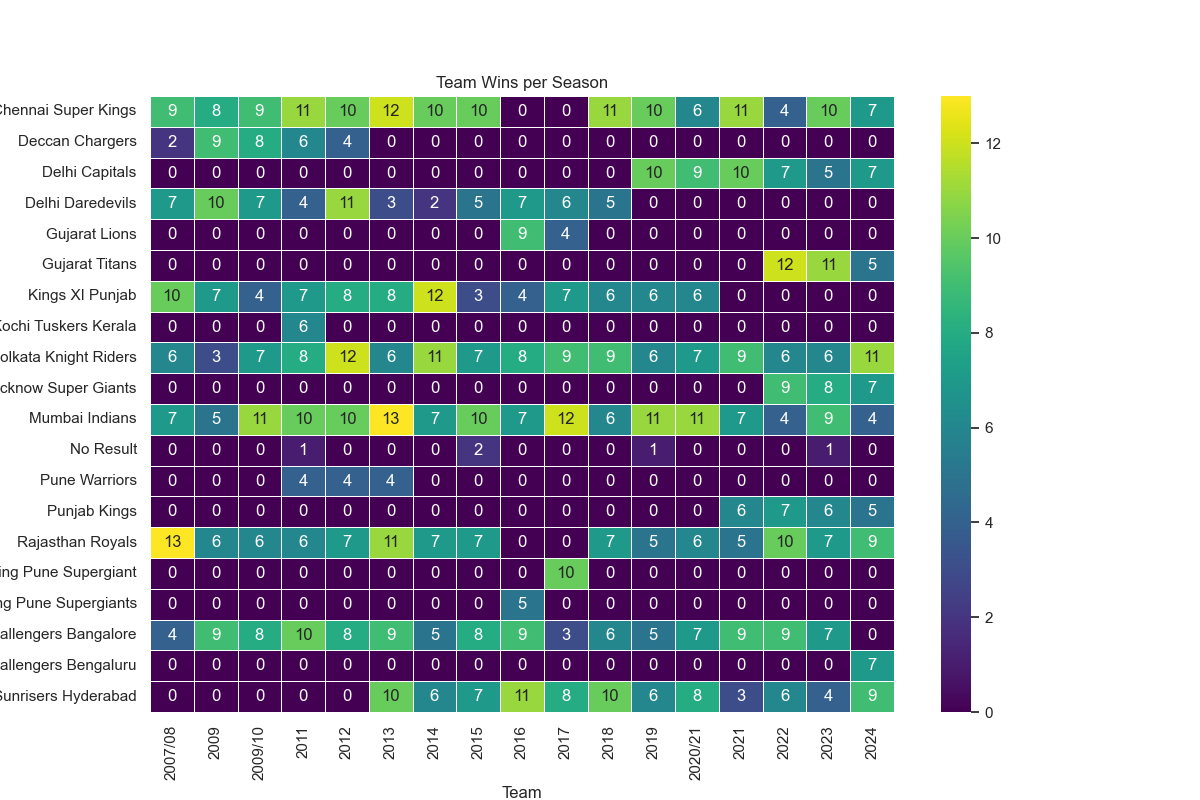 Team Wins per Season
Chennai Super Kings 9 8 9 11 10 12 10 10 0 0 11 10 6 11 4 10 7
Deccan Chargers 2 9 8 6 4 0 0 0 0 0 0 0 0 0 0 0 0
Delhi Capitals 0 0 0 0 0 0 0 0 0 0 0 10 9 10 7 5 7
Delhi Daredevils 7 10 7 4 11 3 2 5 7 6 5 0 0 0 0 0 0
Gujarat Lions 0 0 0 0 0 0 0 0 9 4 0 0 0 0 0 0 0
Gujarat Titans 0 0 0 0 0 0 0 0 0 0 0 0 0 0 12 11 5
Kings XI Punjab 10 7 4 7 8 8 12 3 4 7 6 6 6 0 0 0 0
Kochi Tuskers Kerala 0 0 0 6 0 0 0 0 0 0 0 0 0 0 0 0 0
olkata Knight Riders 6 3 7 8 12 6 11 7 8 9 9 6 7 9 6 6 11
cknow Super Giants 0 0 0 0 0 0 0 0 0 0 0 0 0 0 9 8 7
Mumbai Indians 7 5 11 10 10 13 7 10 7 12 6 11 11 7 4 9 4
No Result 0 0 0 1 0 0 0 2 0 0 0 1 0 0 0 1 0
Pune Warriors 0 0 0 4 4 4 0 0 0 0 0 0 0 0 0 0 0
Punjab Kings 0 0 0 0 0 0 0 0 0 0 0 0 0 6 7 6 5
Rajasthan Royals 13 6 6 6 7 11 7 7 0 0 7 5 6 5 10 7 9
ing Pune Supergiant 0 0 0 0 0 0 0 0 0 10 0 0 0 0 0 0 0
ng Pune Supergiants 0 0 0 0 0 0 0 0 5 0 0 0 0 0 0 0 0
allengers Bangalore 4 9 8 10 8 9 5 8 9 3 6 5 7 9 9 7 0
allengers Bengaluru 0 0 0 0 0 0 0 0 0 0 0 0 0 0 0 0 7
Sunrisers Hyderabad 0 0 0 0 0 10 6 7 11 8 10 6 8 3 6 4 9
2007/08 2009 2009/10 2011 2012 2013 2014 2015 2016 2017 2018 2019 2020/21 2021 2022 2023 2024
Team
12
10
8
6
4
2
0